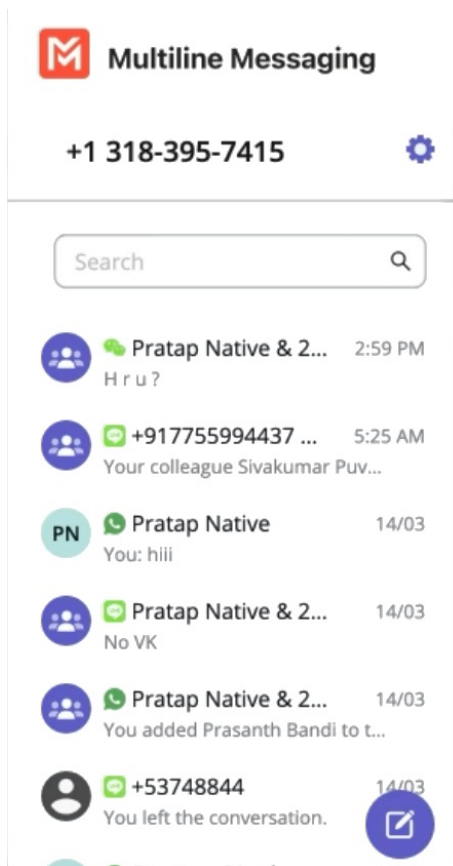 Multiline Messaging
+1 318-395-7415
Search
Pratap Native & 2... 2:59 PM
H r u ?
+917755994437 ... 5:25 AM
Your colleague Sivakumar Puv...
PN Pratap Native 14/03
You: hiii
Pratap Native & 2... 14/03
No VK
Pratap Native & 2... 14/03
You added Prasanth Bandi to t...
+53748844 14/03
You left the conversation.